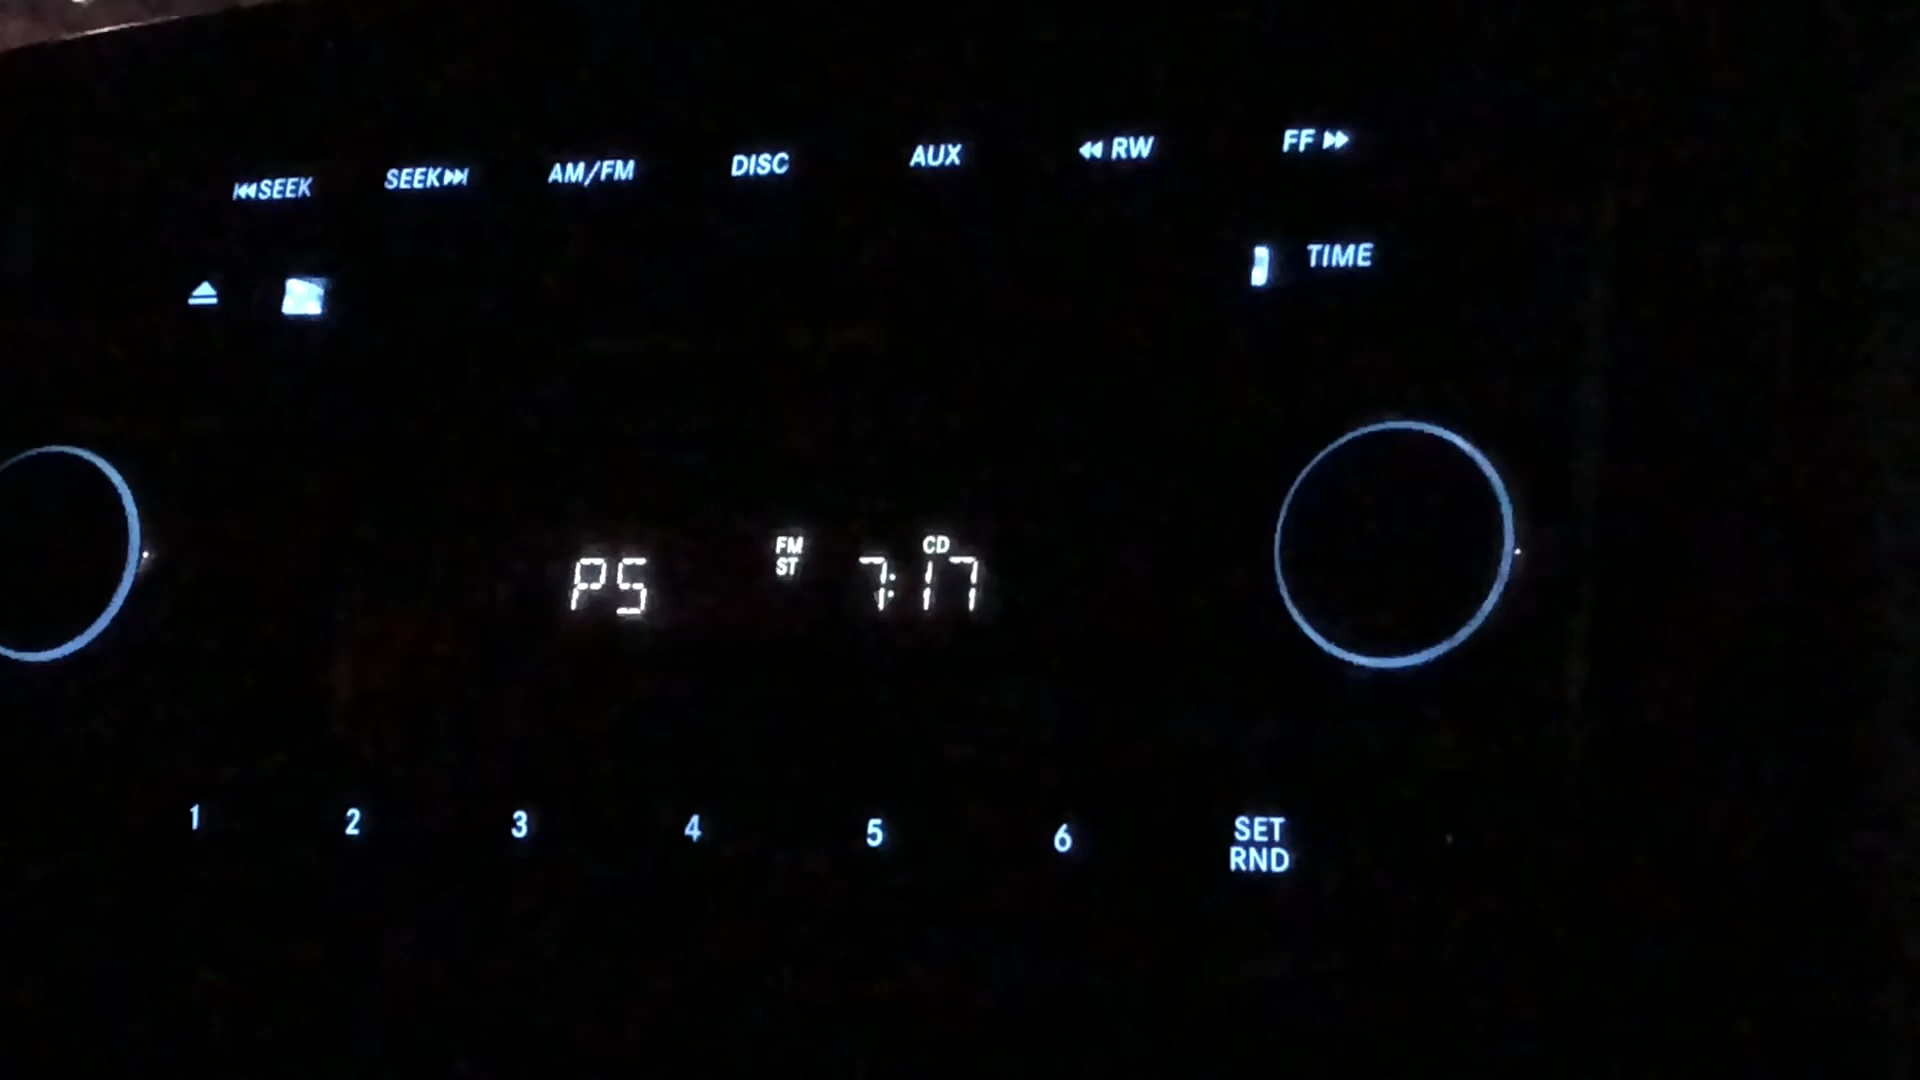 ⏮SEEK SEEK⏭ AM/FM DISC AUX ◀◀ RW FF ▶▶
⏏ TIME
PS FM ST 7:17 CD
1 2 3 4 5 6 SET
RND